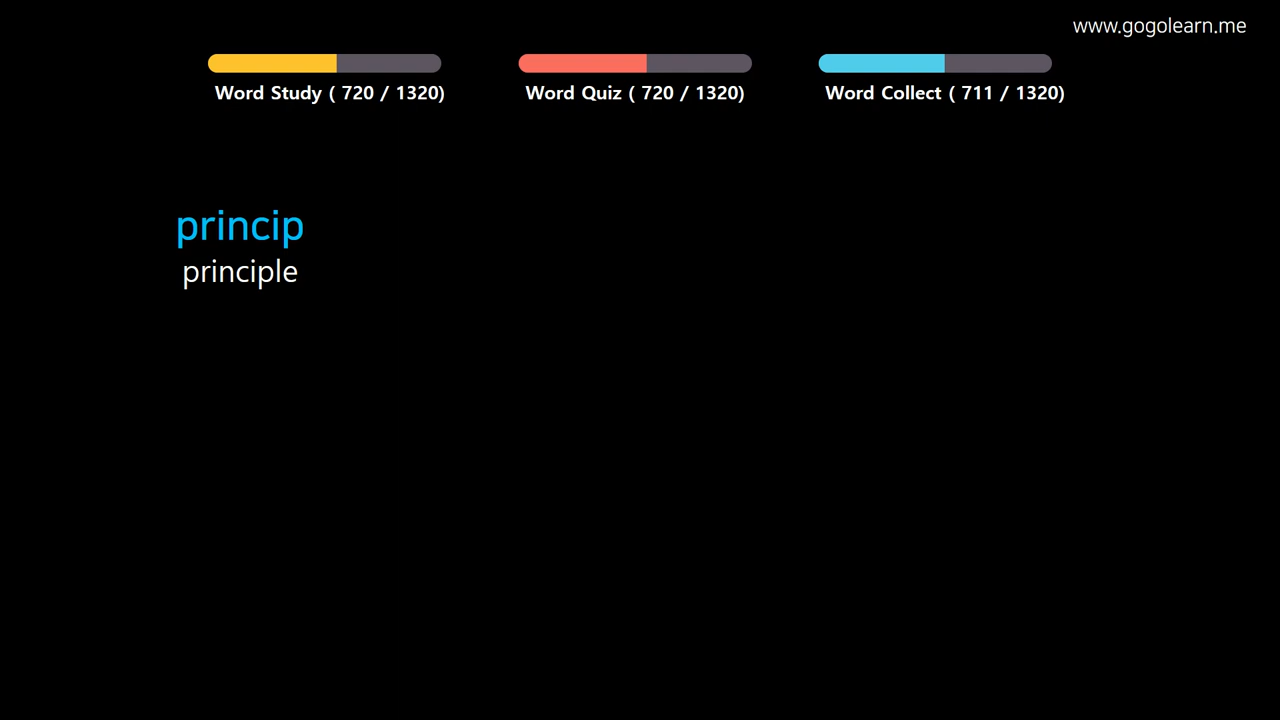 www.gogolearn.me
Word Study ( 720 / 1320)
Word Quiz ( 720 / 1320)
Word Collect ( 711 / 1320)
princip
principle